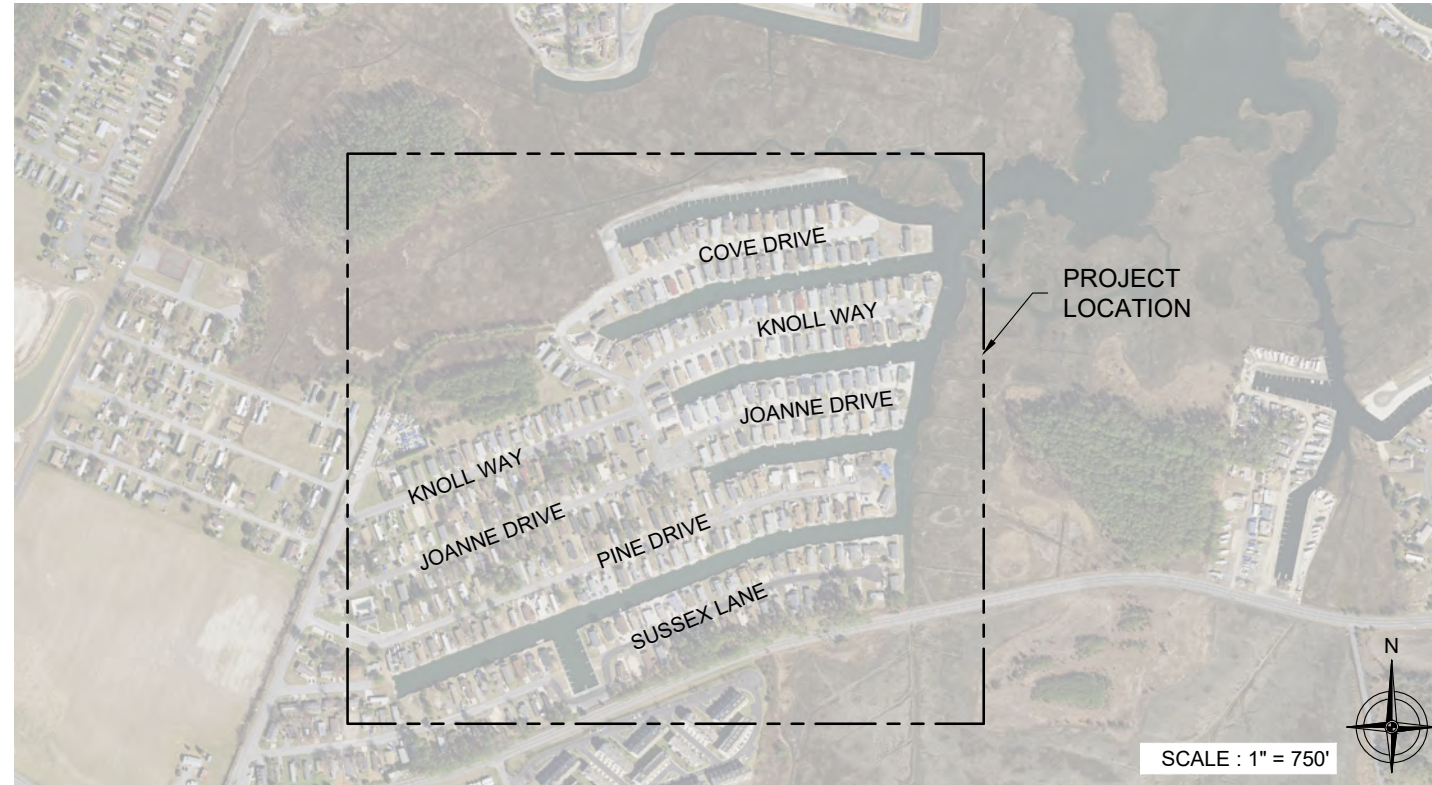 COVE DRIVE
PROJECT
LOCATION
KNOLL WAY
JOANNE DRIVE
KNOLL WAY
JOANNE DRIVE
PINE DRIVE
SUSSEX LANE
N
SCALE : 1" = 750'